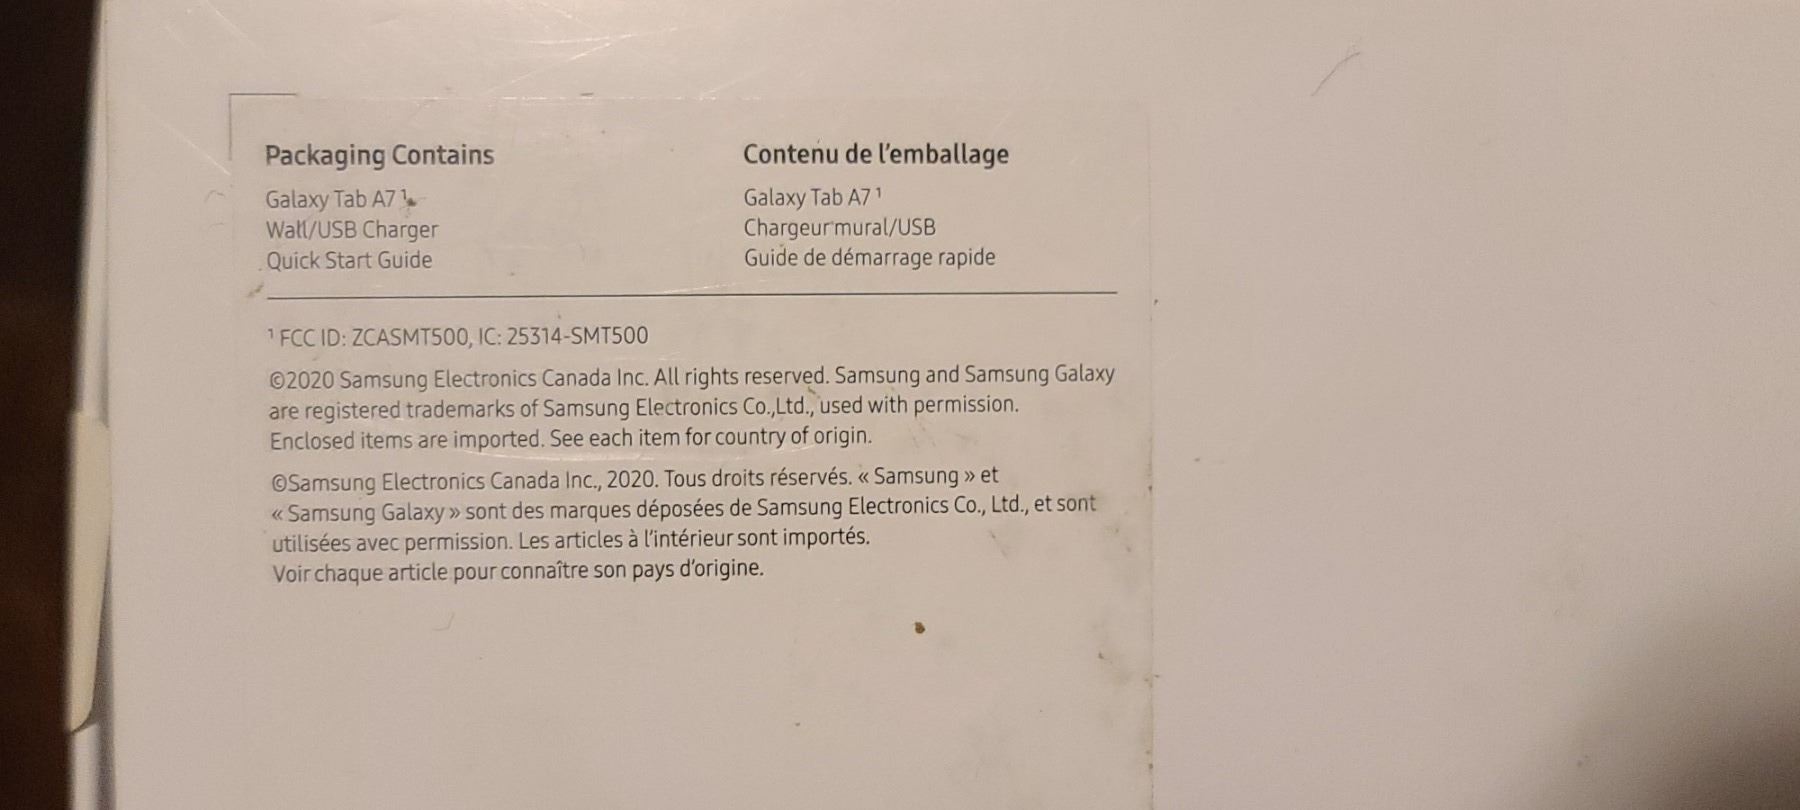 Packaging Contains
Galaxy Tab A7 ¹
Wall/USB Charger
Quick Start Guide
Contenu de l'emballage
Galaxy Tab A7 ¹
Chargeur mural/USB
Guide de démarrage rapide
¹ FCC ID: ZCASMT500, IC: 25314-SMT500
©2020 Samsung Electronics Canada Inc. All rights reserved. Samsung and Samsung Galaxy
are registered trademarks of Samsung Electronics Co.,Ltd., used with permission.
Enclosed items are imported. See each item for country of origin.
©Samsung Electronics Canada Inc., 2020. Tous droits réservés. « Samsung » et
« Samsung Galaxy » sont des marques déposées de Samsung Electronics Co., Ltd., et sont
utilisées avec permission. Les articles à l'intérieur sont importés.
Voir chaque article pour connaître son pays d'origine.